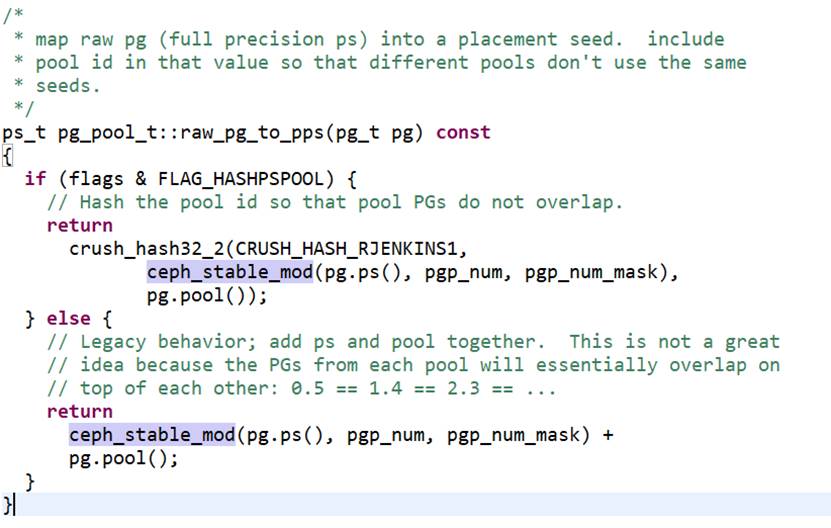 /*
 * map raw pg (full precision ps) into a placement seed.  include
 * pool id in that value so that different pools don't use the same
 * seeds.
 */
ps_t pg_pool_t::raw_pg_to_pps(pg_t pg) const
{
  if (flags & FLAG_HASHPSPOOL) {
    // Hash the pool id so that pool PGs do not overlap.
    return
      crush_hash32_2(CRUSH_HASH_RJENKINS1,
             ceph_stable_mod(pg.ps(), pgp_num, pgp_num_mask),
             pg.pool());
  } else {
    // Legacy behavior; add ps and pool together.  This is not a great
    // idea because the PGs from each pool will essentially overlap on
    // top of each other: 0.5 == 1.4 == 2.3 == ...
    return
      ceph_stable_mod(pg.ps(), pgp_num, pgp_num_mask) +
      pg.pool();
  }
}